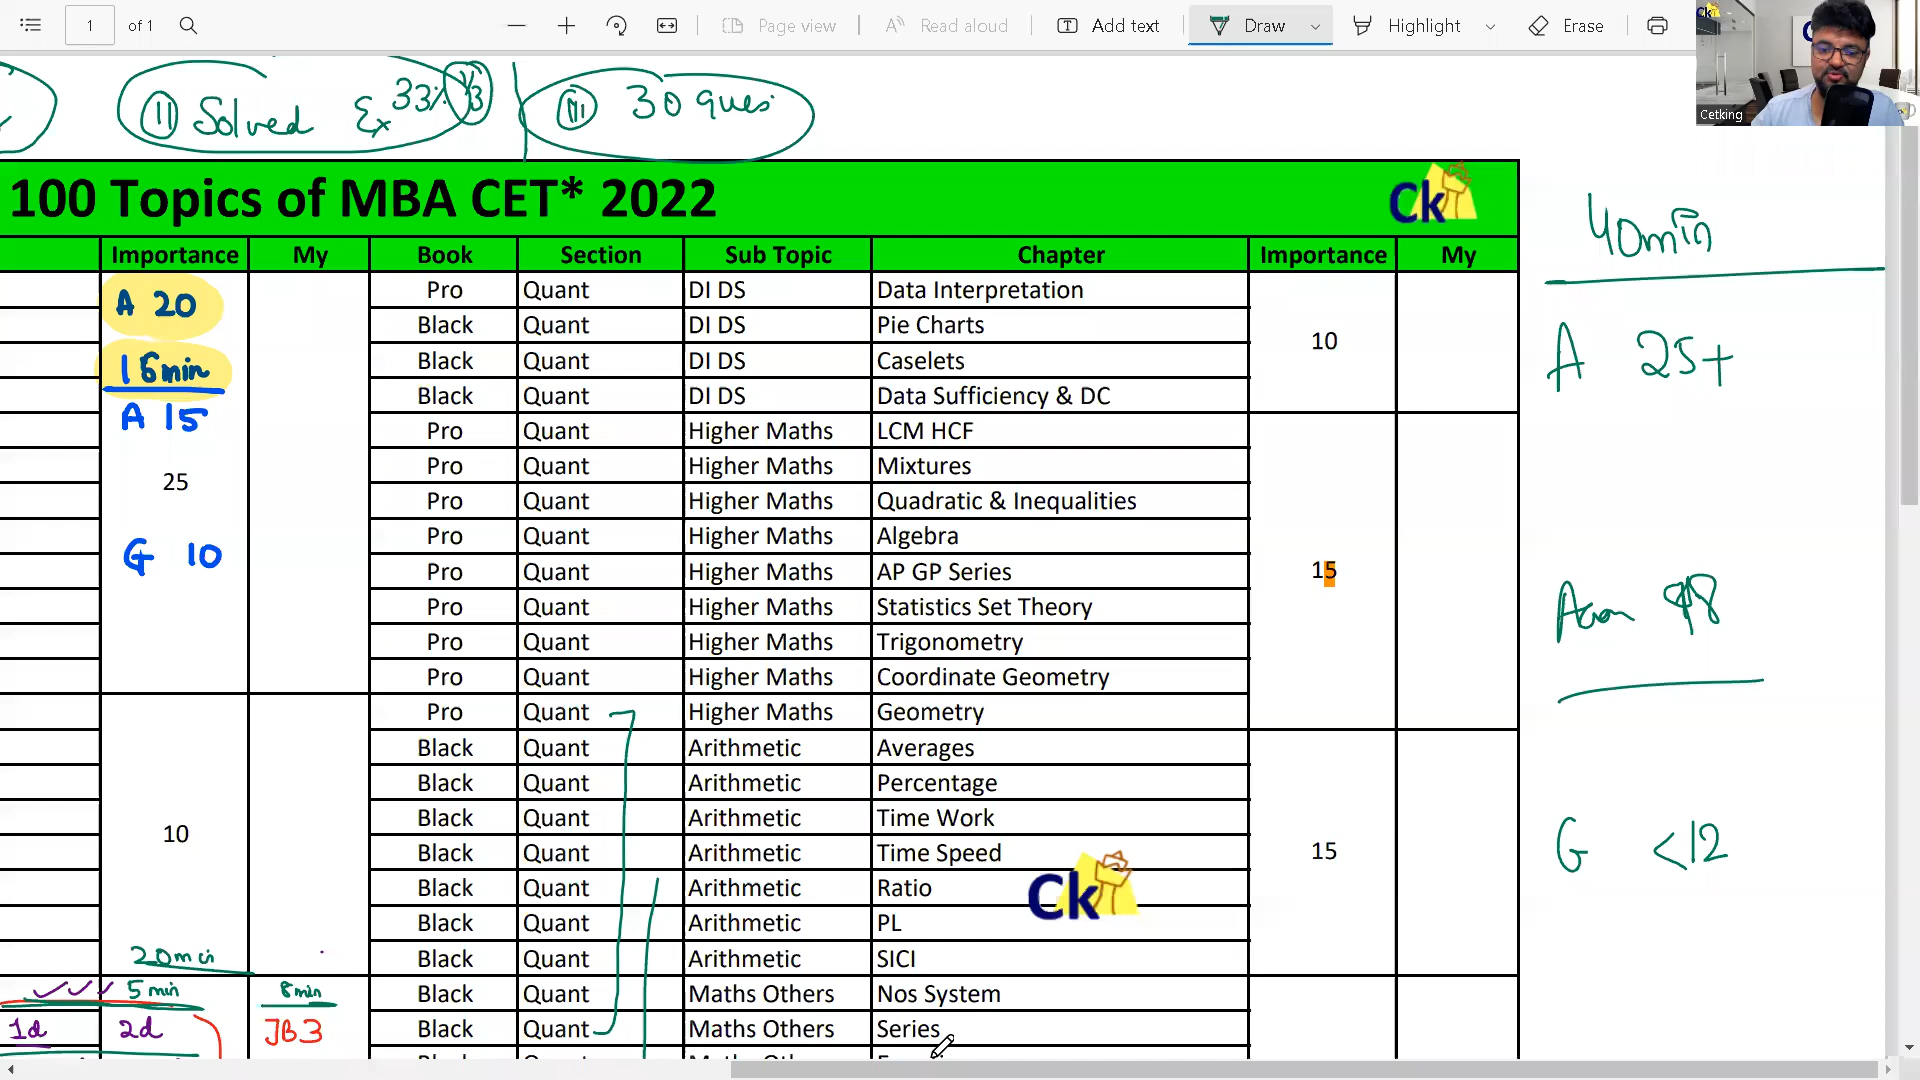 1 of 1 Page view Read aloud Add text Draw Highlight Erase
Cetking
11 Solved Ex 33% 1/3 30 ques
100 Topics of MBA CET* 2022 Ck
Importance My Book Section Sub Topic Chapter Importance My
Pro Quant DI DS Data Interpretation
Black Quant DI DS Pie Charts
Black Quant DI DS Caselets
Black Quant DI DS Data Sufficiency & DC
10
Pro Quant Higher Maths LCM HCF
Pro Quant Higher Maths Mixtures
Pro Quant Higher Maths Quadratic & Inequalities
Pro Quant Higher Maths Algebra
Pro Quant Higher Maths AP GP Series
Pro Quant Higher Maths Statistics Set Theory
Pro Quant Higher Maths Trigonometry
Pro Quant Higher Maths Coordinate Geometry
Pro Quant Higher Maths Geometry
15
Black Quant Arithmetic Averages
Black Quant Arithmetic Percentage
Black Quant Arithmetic Time Work
Black Quant Arithmetic Time Speed
Black Quant Arithmetic Ratio
Black Quant Arithmetic PL
Black Quant Arithmetic SICI
15
Ck
Black Quant Maths Others Nos System
Black Quant Maths Others Series
A 20
15min
A 15
25
G 10
10
20min
5min 8min
1d 2d JB3
40min
A 25+
98
G <12